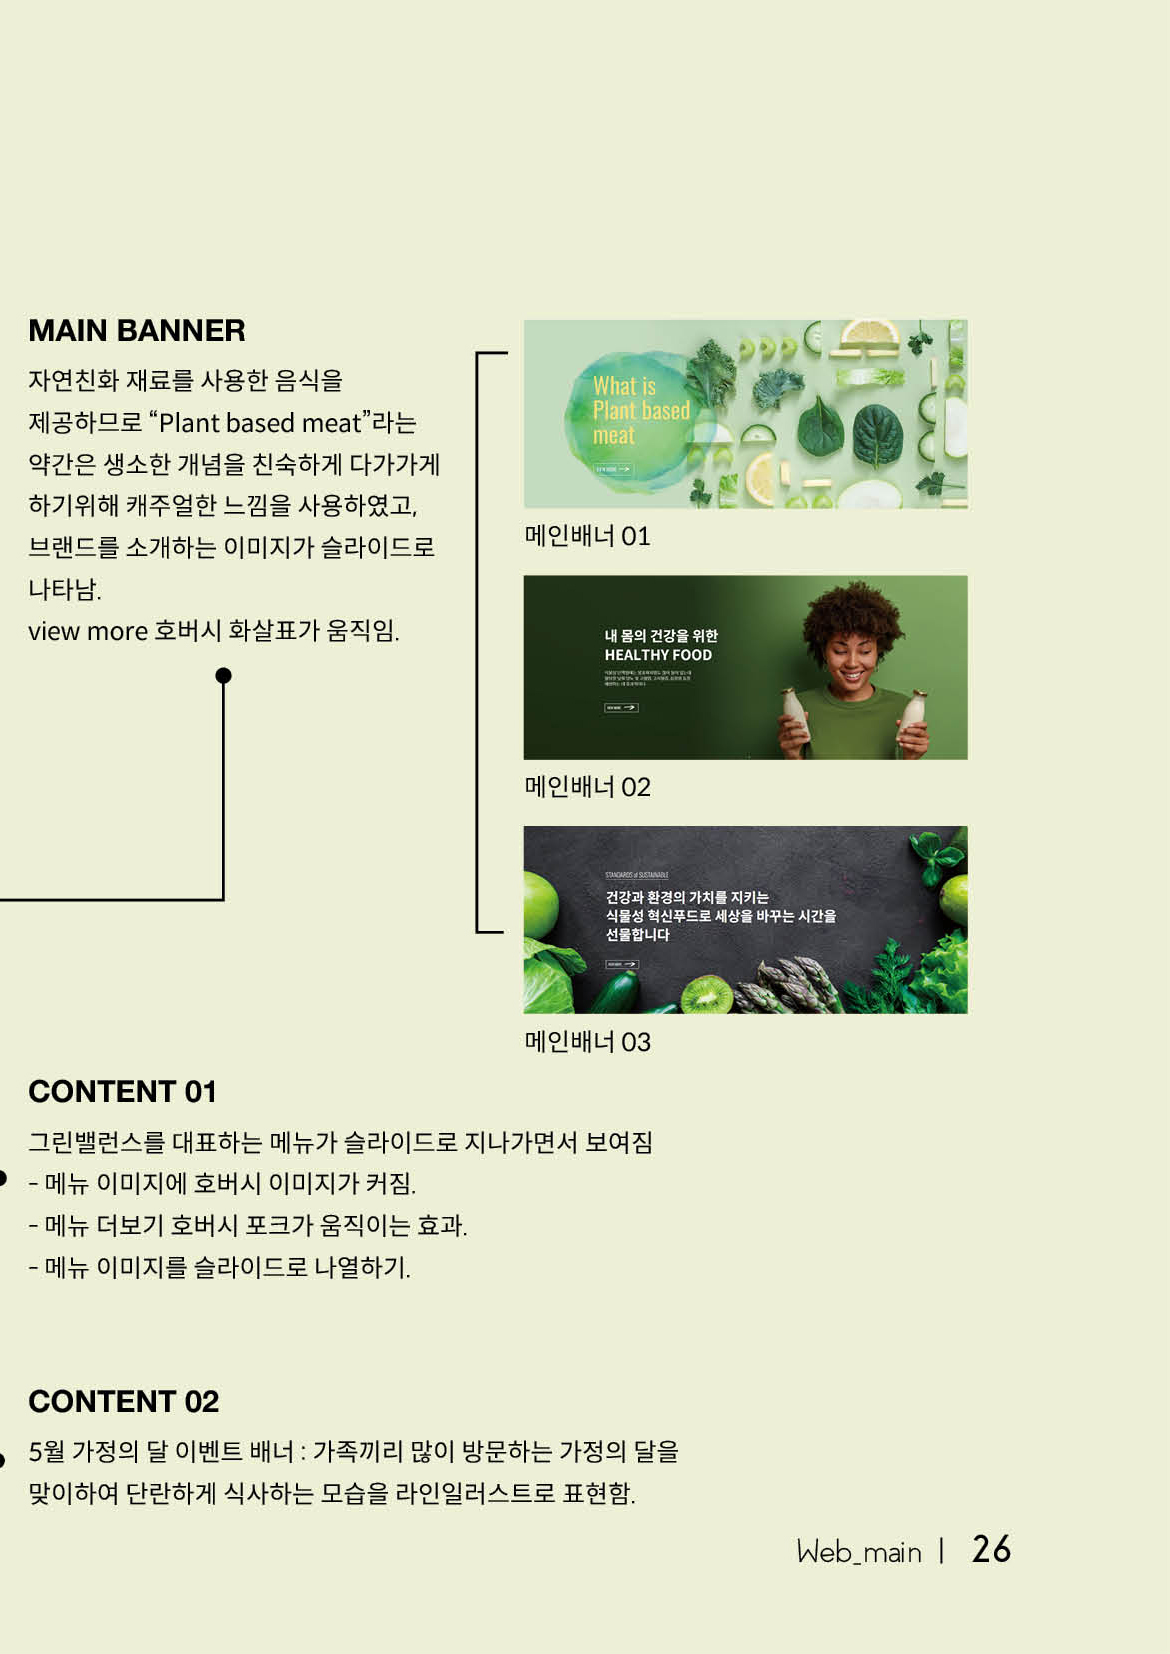 MAIN BANNER
자연친화 재료를 사용한 음식을
제공하므로 “Plant based meat”라는
약간은 생소한 개념을 친숙하게 다가가게
하기위해 캐주얼한 느낌을 사용하였고,
브랜드를 소개하는 이미지가 슬라이드로
나타남.
view more 호버시 화살표가 움직임.
What is
Plant based
meat
VIEW MORE
메인배너 01
내 몸의 건강을 위한
HEALTHY FOOD
VIEW MORE
메인배너 02
STANDARDS of SUSTAINABLE
건강과 환경의 가치를 지키는
식물성 혁신푸드로 세상을 바꾸는 시간을
선물합니다
VIEW MORE
메인배너 03
CONTENT 01
그린밸런스를 대표하는 메뉴가 슬라이드로 지나가면서 보여짐
- 메뉴 이미지에 호버시 이미지가 커짐.
- 메뉴 더보기 호버시 포크가 움직이는 효과.
- 메뉴 이미지를 슬라이드로 나열하기.
CONTENT 02
5월 가정의 달 이벤트 배너 : 가족끼리 많이 방문하는 가정의 달을
맞이하여 단란하게 식사하는 모습을 라인일러스트로 표현함.
Web_main | 26